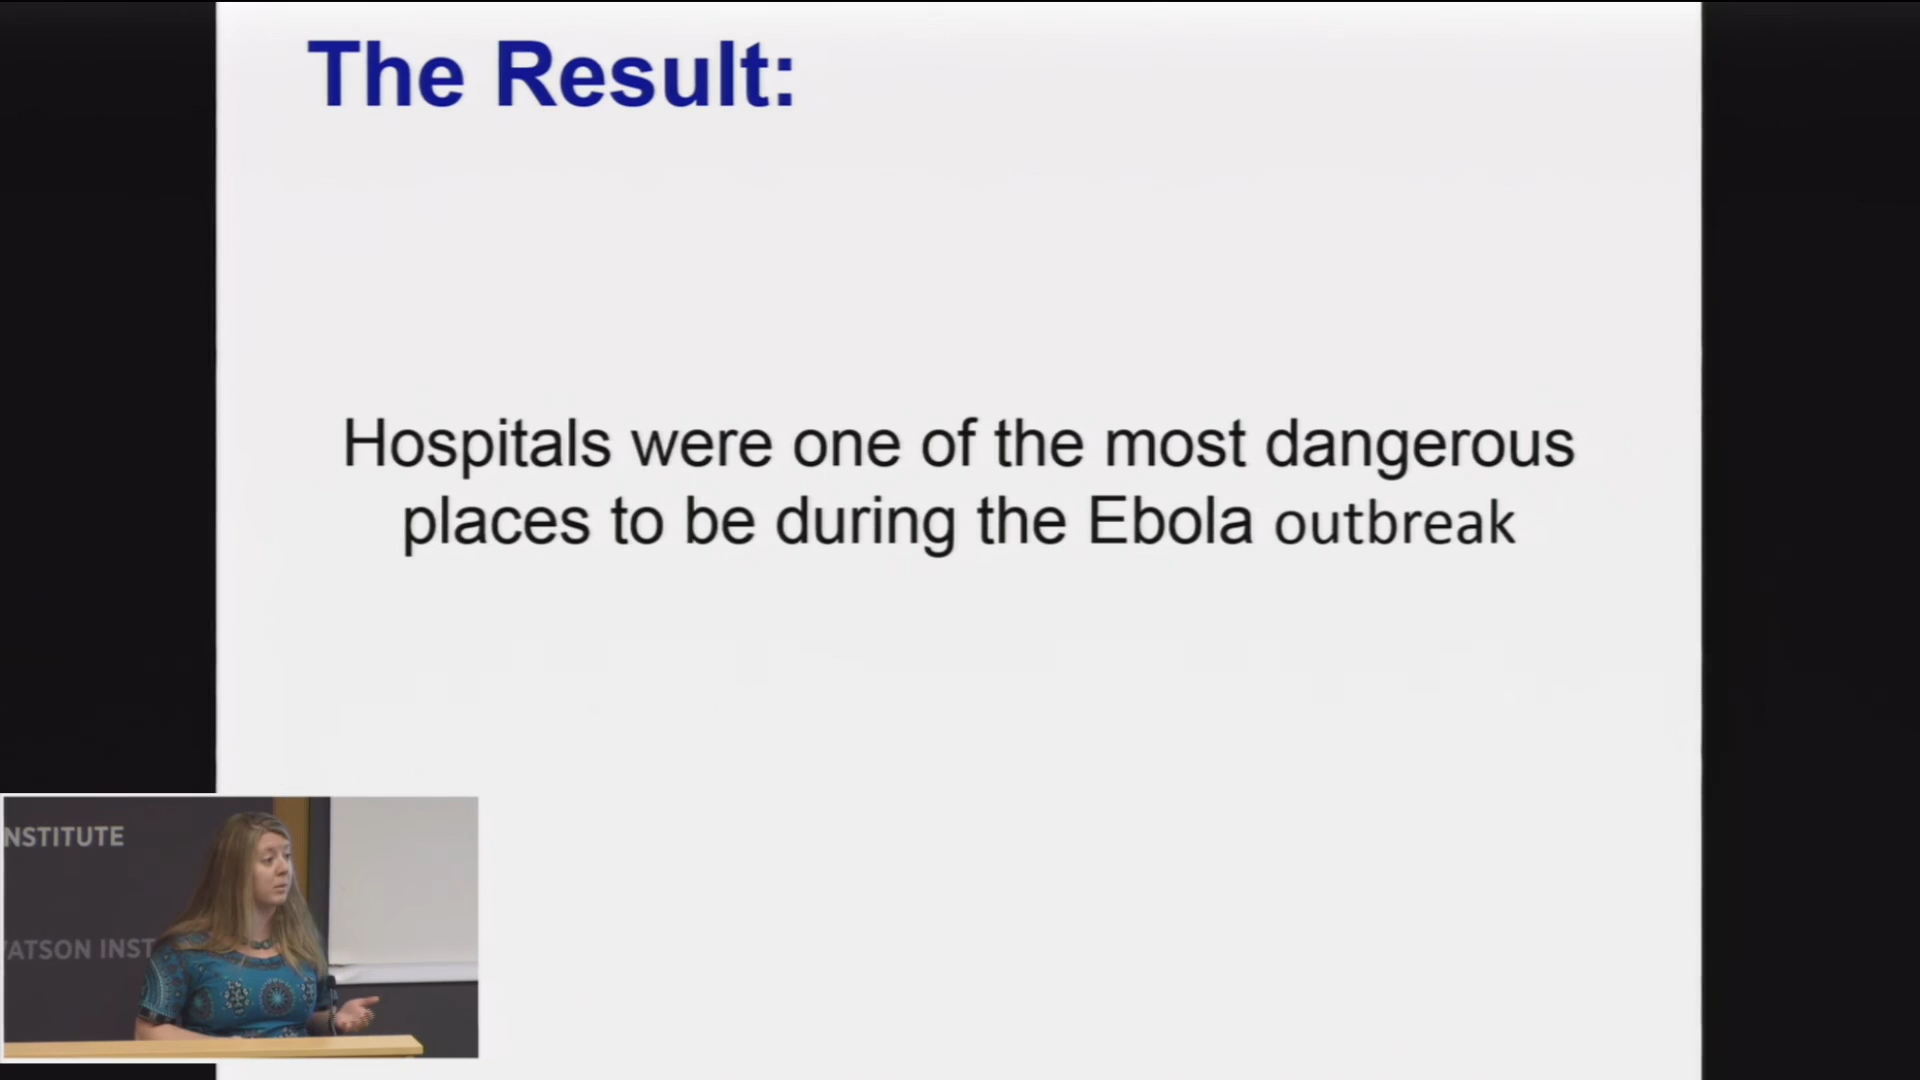 The Result:
Hospitals were one of the most dangerous
places to be during the Ebola outbreak
NSTITUTE
ATSON INST